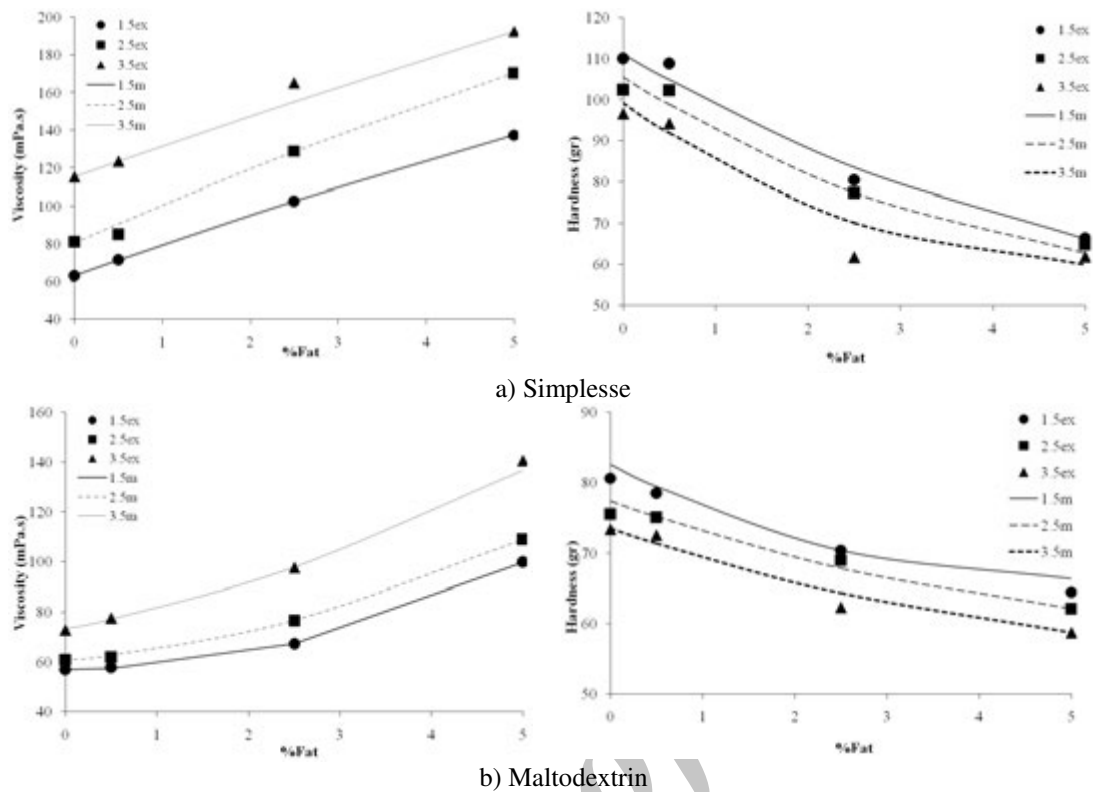 200
180
160
140
120
100
80
60
40
Viscosity (mPa.s)
1.5ex
2.5ex
3.5ex
1.5m
2.5m
3.5m
0 1 2 3 4 5
%Fat
120
110
100
90
80
70
60
50
Hardness (gr)
1.5ex
2.5ex
3.5ex
1.5m
2.5m
3.5m
0 1 2 3 4 5
%Fat
a) Simplesse
160
140
120
100
80
60
40
Viscosity (mPa.s)
1.5ex
2.5ex
3.5ex
1.5m
2.5m
3.5m
0 1 2 3 4 5
%Fat
90
80
70
60
50
Hardness (gr)
1.5ex
2.5ex
3.5ex
1.5m
2.5m
3.5m
0 1 2 3 4 5
%Fat
b) Maltodextrin